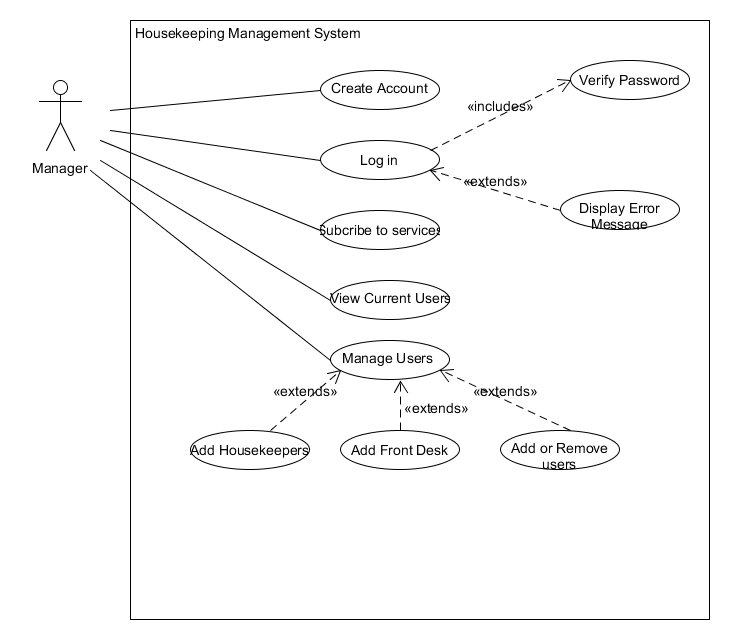 Housekeeping Management System
Create Account
Verify Password
«includes»
Log in
Manager
«extends»
Display Error
Message
Subcribe to services
View Current Users
Manage Users
«extends»
«extends»
«extends»
Add Housekeepers
Add Front Desk
Add or Remove
users